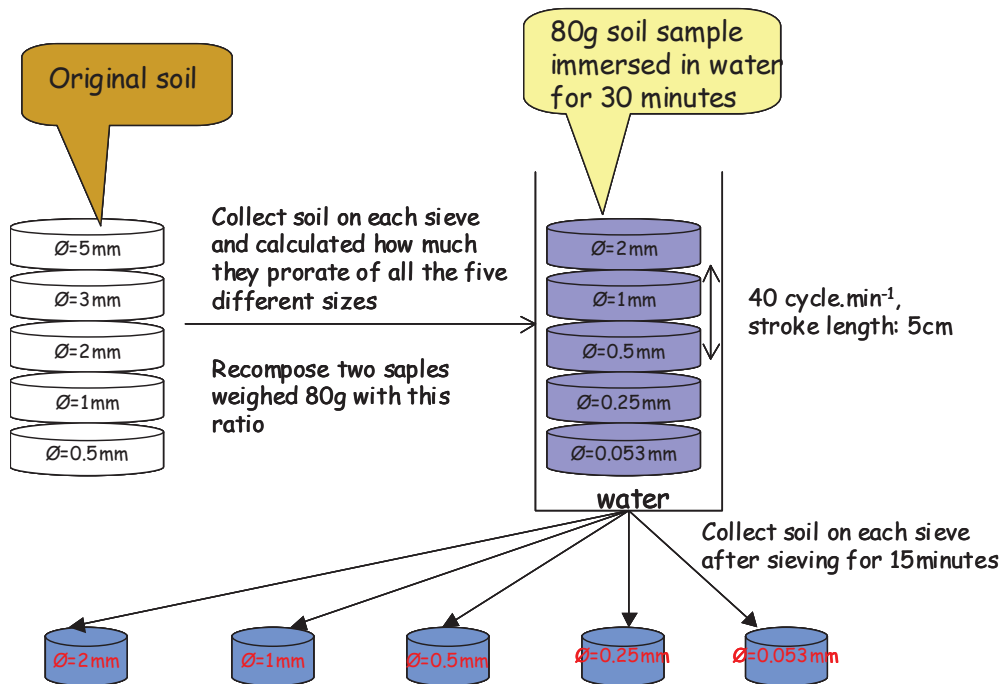 Original soil
80g soil sample
immersed in water
for 30 minutes
Ø=5mm
Ø=3mm
Ø=2mm
Ø=1mm
Ø=0.5mm
Collect soil on each sieve
and calculated how much
they prorate of all the five
different sizes
Recompose two saples
weighed 80g with this
ratio
Ø=2mm
Ø=1mm
Ø=0.5mm
Ø=0.25mm
Ø=0.053mm
water
40 cycle.min⁻¹,
stroke length: 5cm
Collect soil on each sieve
after sieving for 15minutes
Ø=2mm
Ø=1mm
Ø=0.5mm
Ø=0.25mm
Ø=0.053mm